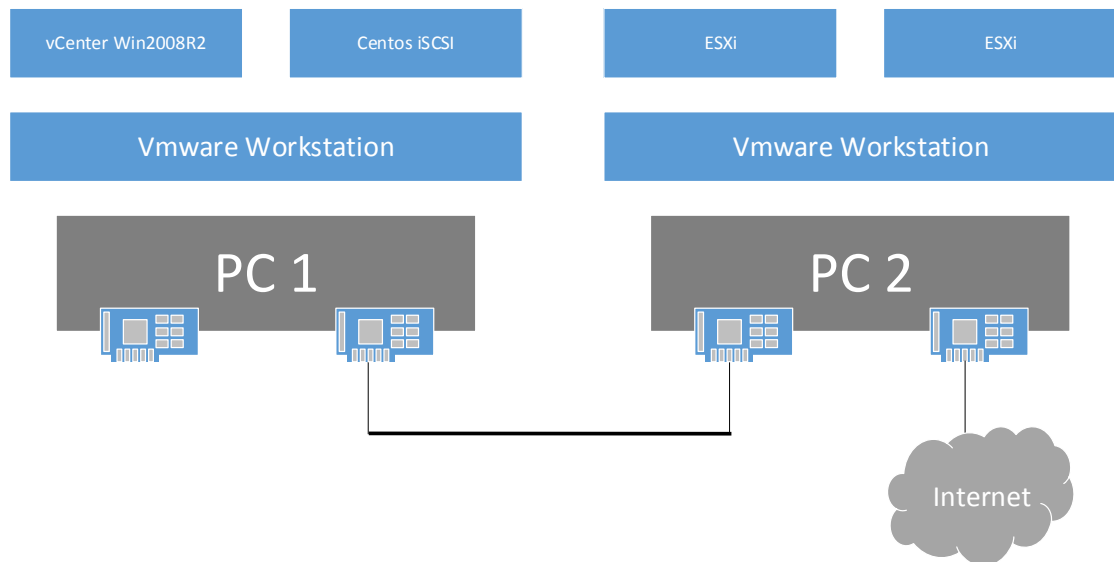 vCenter Win2008R2
Centos iSCSI
ESXi
ESXi
Vmware Workstation
Vmware Workstation
PC 1
PC 2
Internet